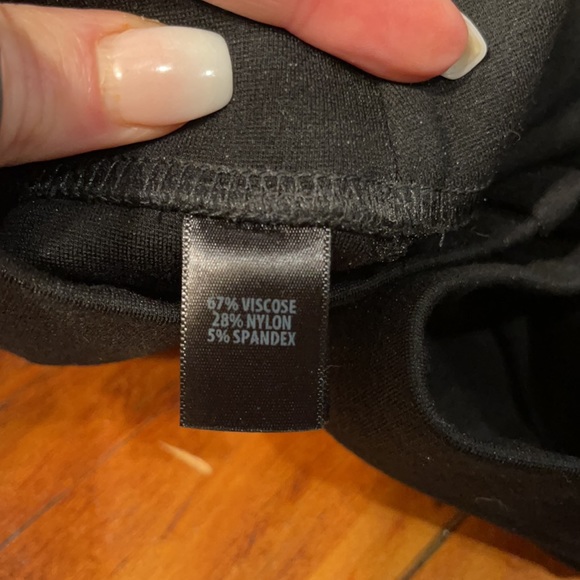 67% VISCOSE
28% NYLON
5% SPANDEX